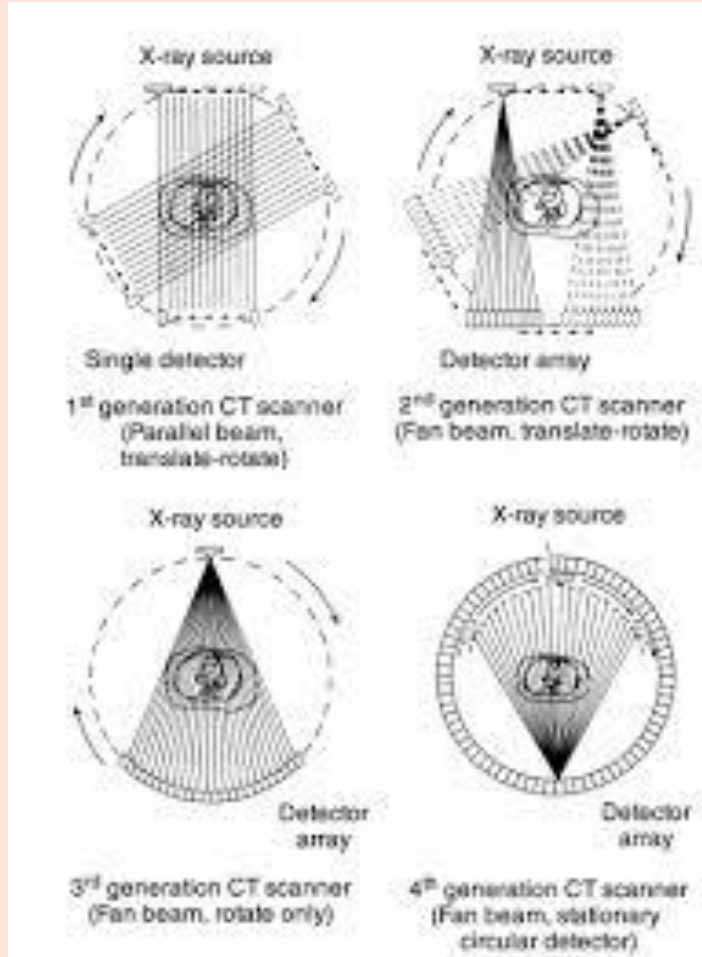 X-ray source
Single detector
1st generation CT scanner
(Parallel beam,
translate-rotate)
X-ray source
Detector array
2nd generation CT scanner
(Fan beam, translate-rotate)
X-ray source
Detector
array
3rd generation CT scanner
(Fan beam, rotate only)
X-ray source
Detector
array
4th generation CT scanner
(Fan beam, stationary
circular detector)